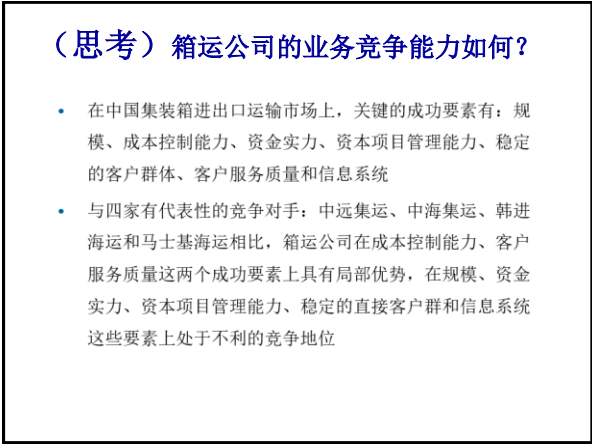 （思考）箱运公司的业务竞争能力如何？
• 在中国集装箱进出口运输市场上，关键的成功要素有：规
模、成本控制能力、资金实力、资本项目管理能力、稳定
的客户群体、客户服务质量和信息系统
• 与四家有代表性的竞争对手：中远集运、中海集运、韩进
海运和马士基海运相比，箱运公司在成本控制能力、客户
服务质量这两个成功要素上具有局部优势，在规模、资金
实力、资本项目管理能力、稳定的直接客户群和信息系统
这些要素上处于不利的竞争地位